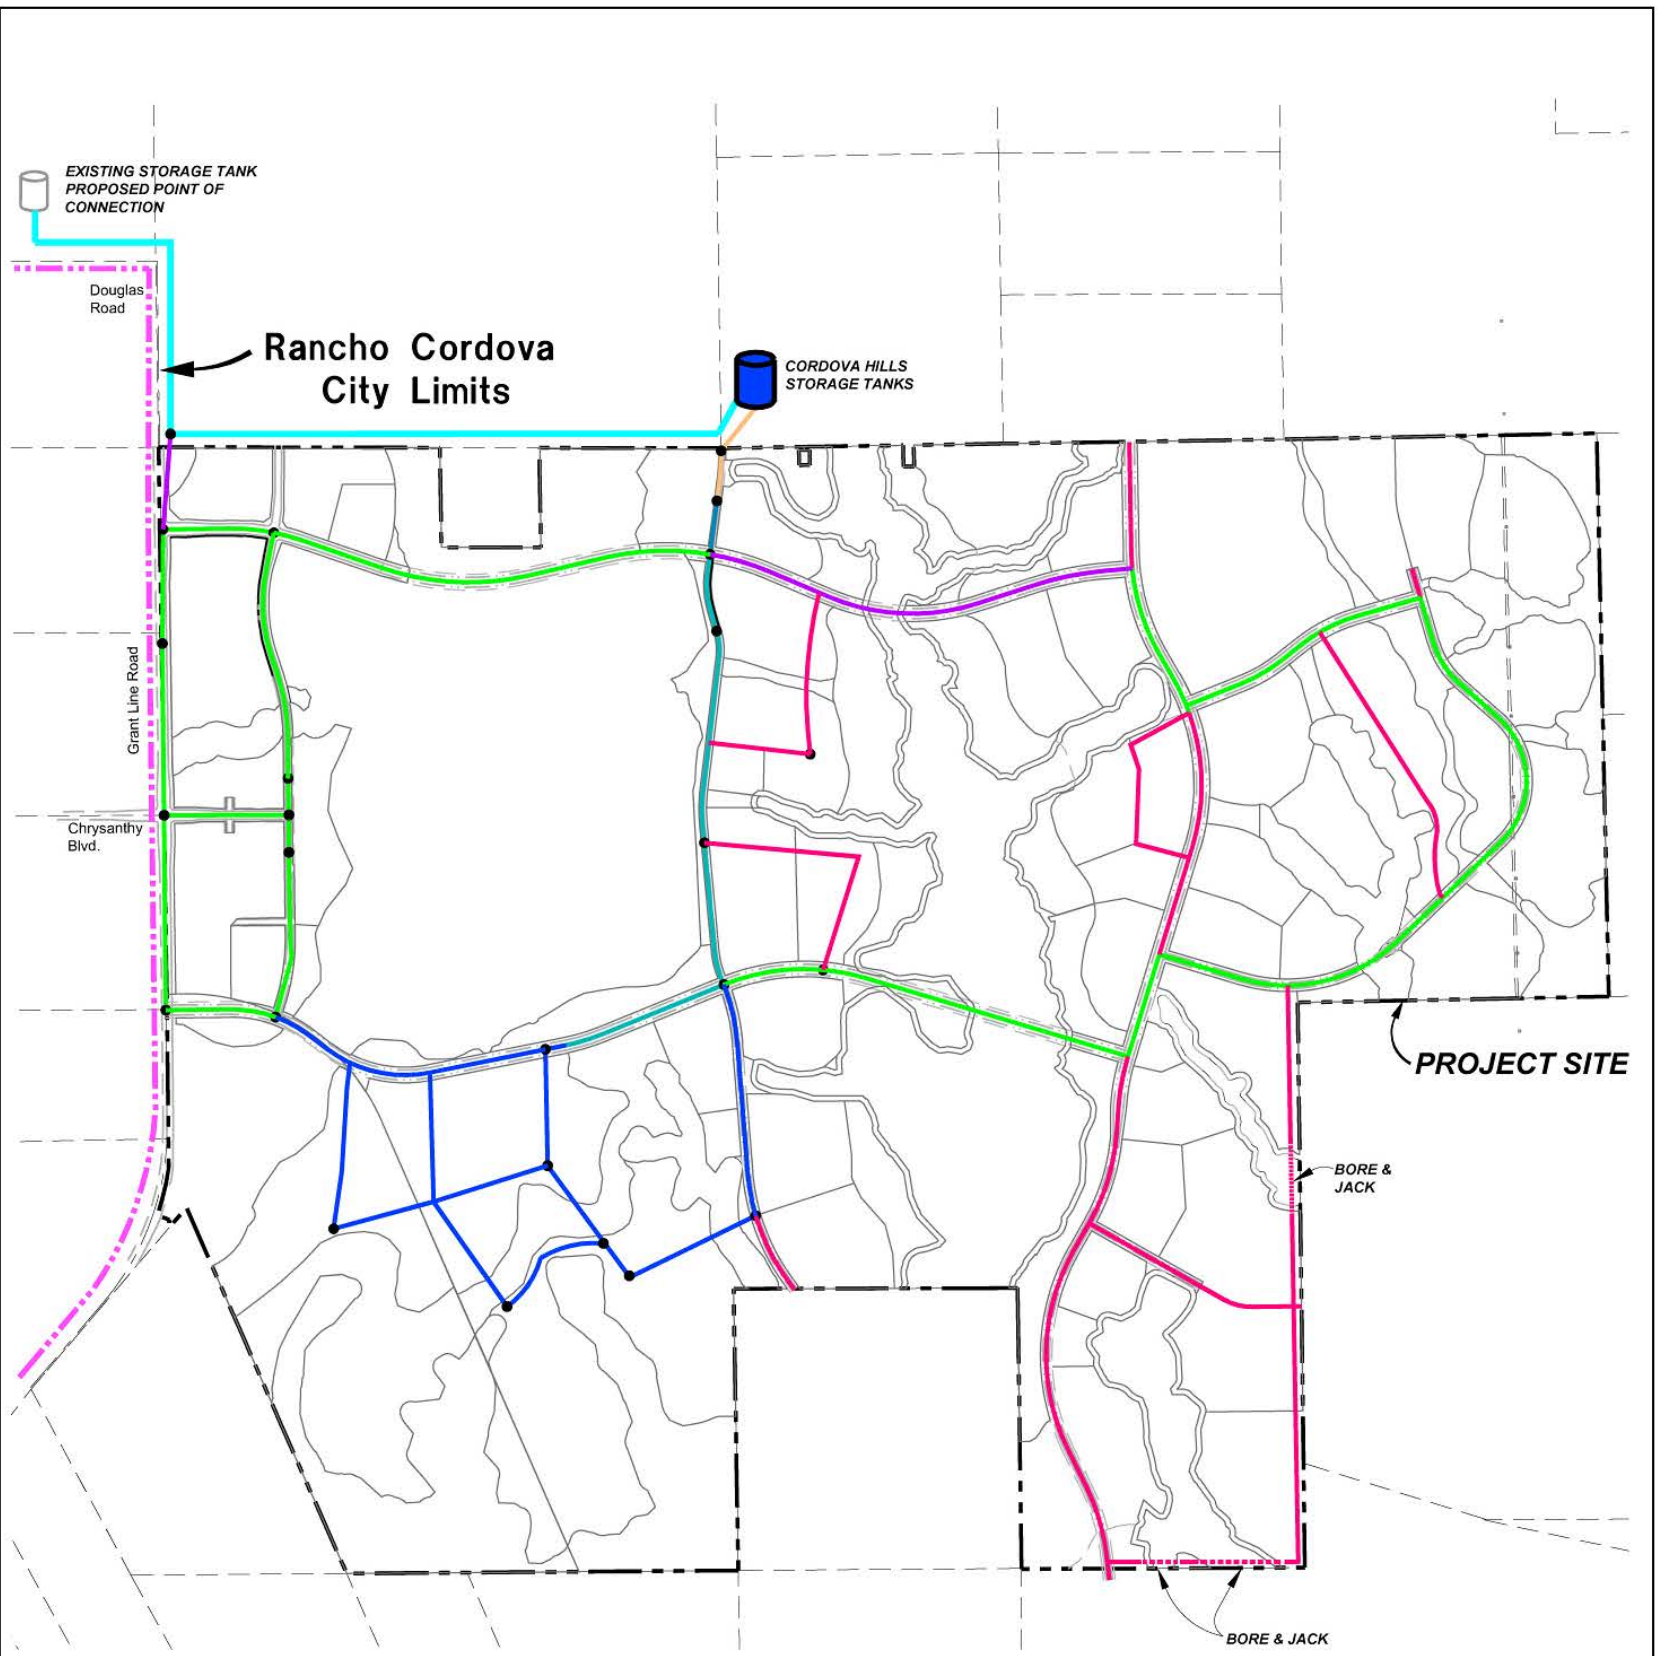 EXISTING STORAGE TANK
PROPOSED POINT OF
CONNECTION
Douglas
Road
Rancho Cordova
City Limits
CORDOVA HILLS
STORAGE TANKS
Grant Line Road
Chrysanthy
Blvd.
PROJECT SITE
BORE &
JACK
BORE & JACK